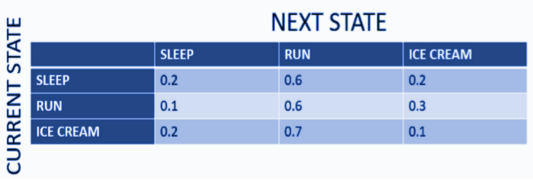 NEXT STATE
CURRENT STATE
SLEEP RUN ICE CREAM
SLEEP 0.2 0.6 0.2
RUN 0.1 0.6 0.3
ICE CREAM 0.2 0.7 0.1